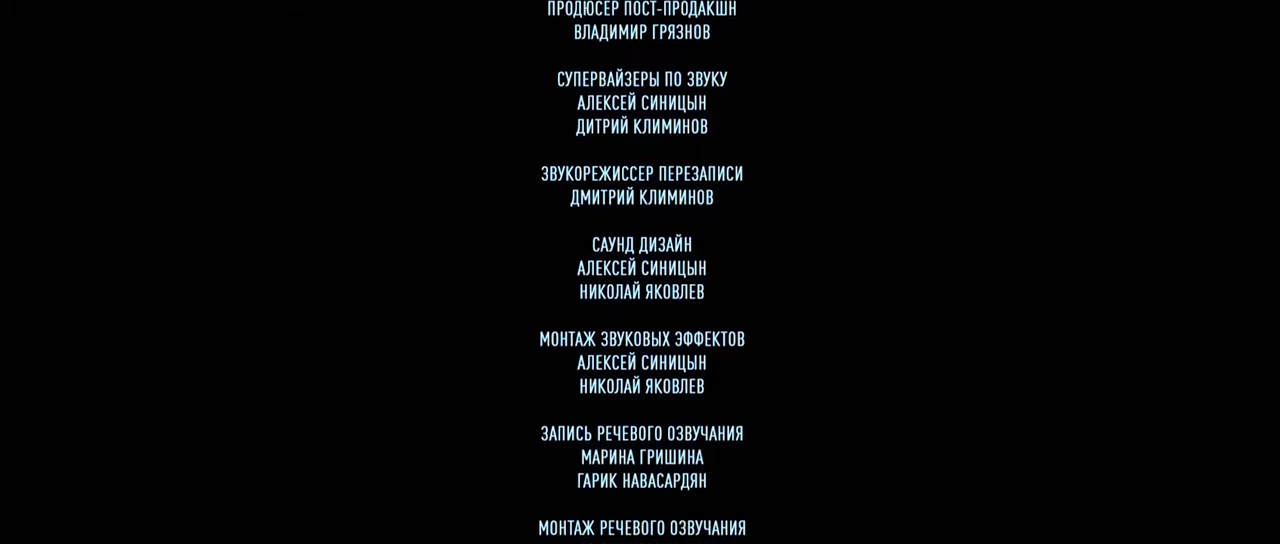 ПРОДЮСЕР ПОСТ-ПРОДАКШН
ВЛАДИМИР ГРЯЗНОВ
СУПЕРВАЙЗЕРЫ ПО ЗВУКУ
АЛЕКСЕЙ СИНИЦЫН
ДИТРИЙ КЛИМИНОВ
ЗВУКОРЕЖИССЕР ПЕРЕЗАПИСИ
ДМИТРИЙ КЛИМИНОВ
САУНД ДИЗАЙН
АЛЕКСЕЙ СИНИЦЫН
НИКОЛАЙ ЯКОВЛЕВ
МОНТАЖ ЗВУКОВЫХ ЭФФЕКТОВ
АЛЕКСЕЙ СИНИЦЫН
НИКОЛАЙ ЯКОВЛЕВ
ЗАПИСЬ РЕЧЕВОГО ОЗВУЧАНИЯ
МАРИНА ГРИШИНА
ГАРИК НАВАСАРДЯН
МОНТАЖ РЕЧЕВОГО ОЗВУЧАНИЯ